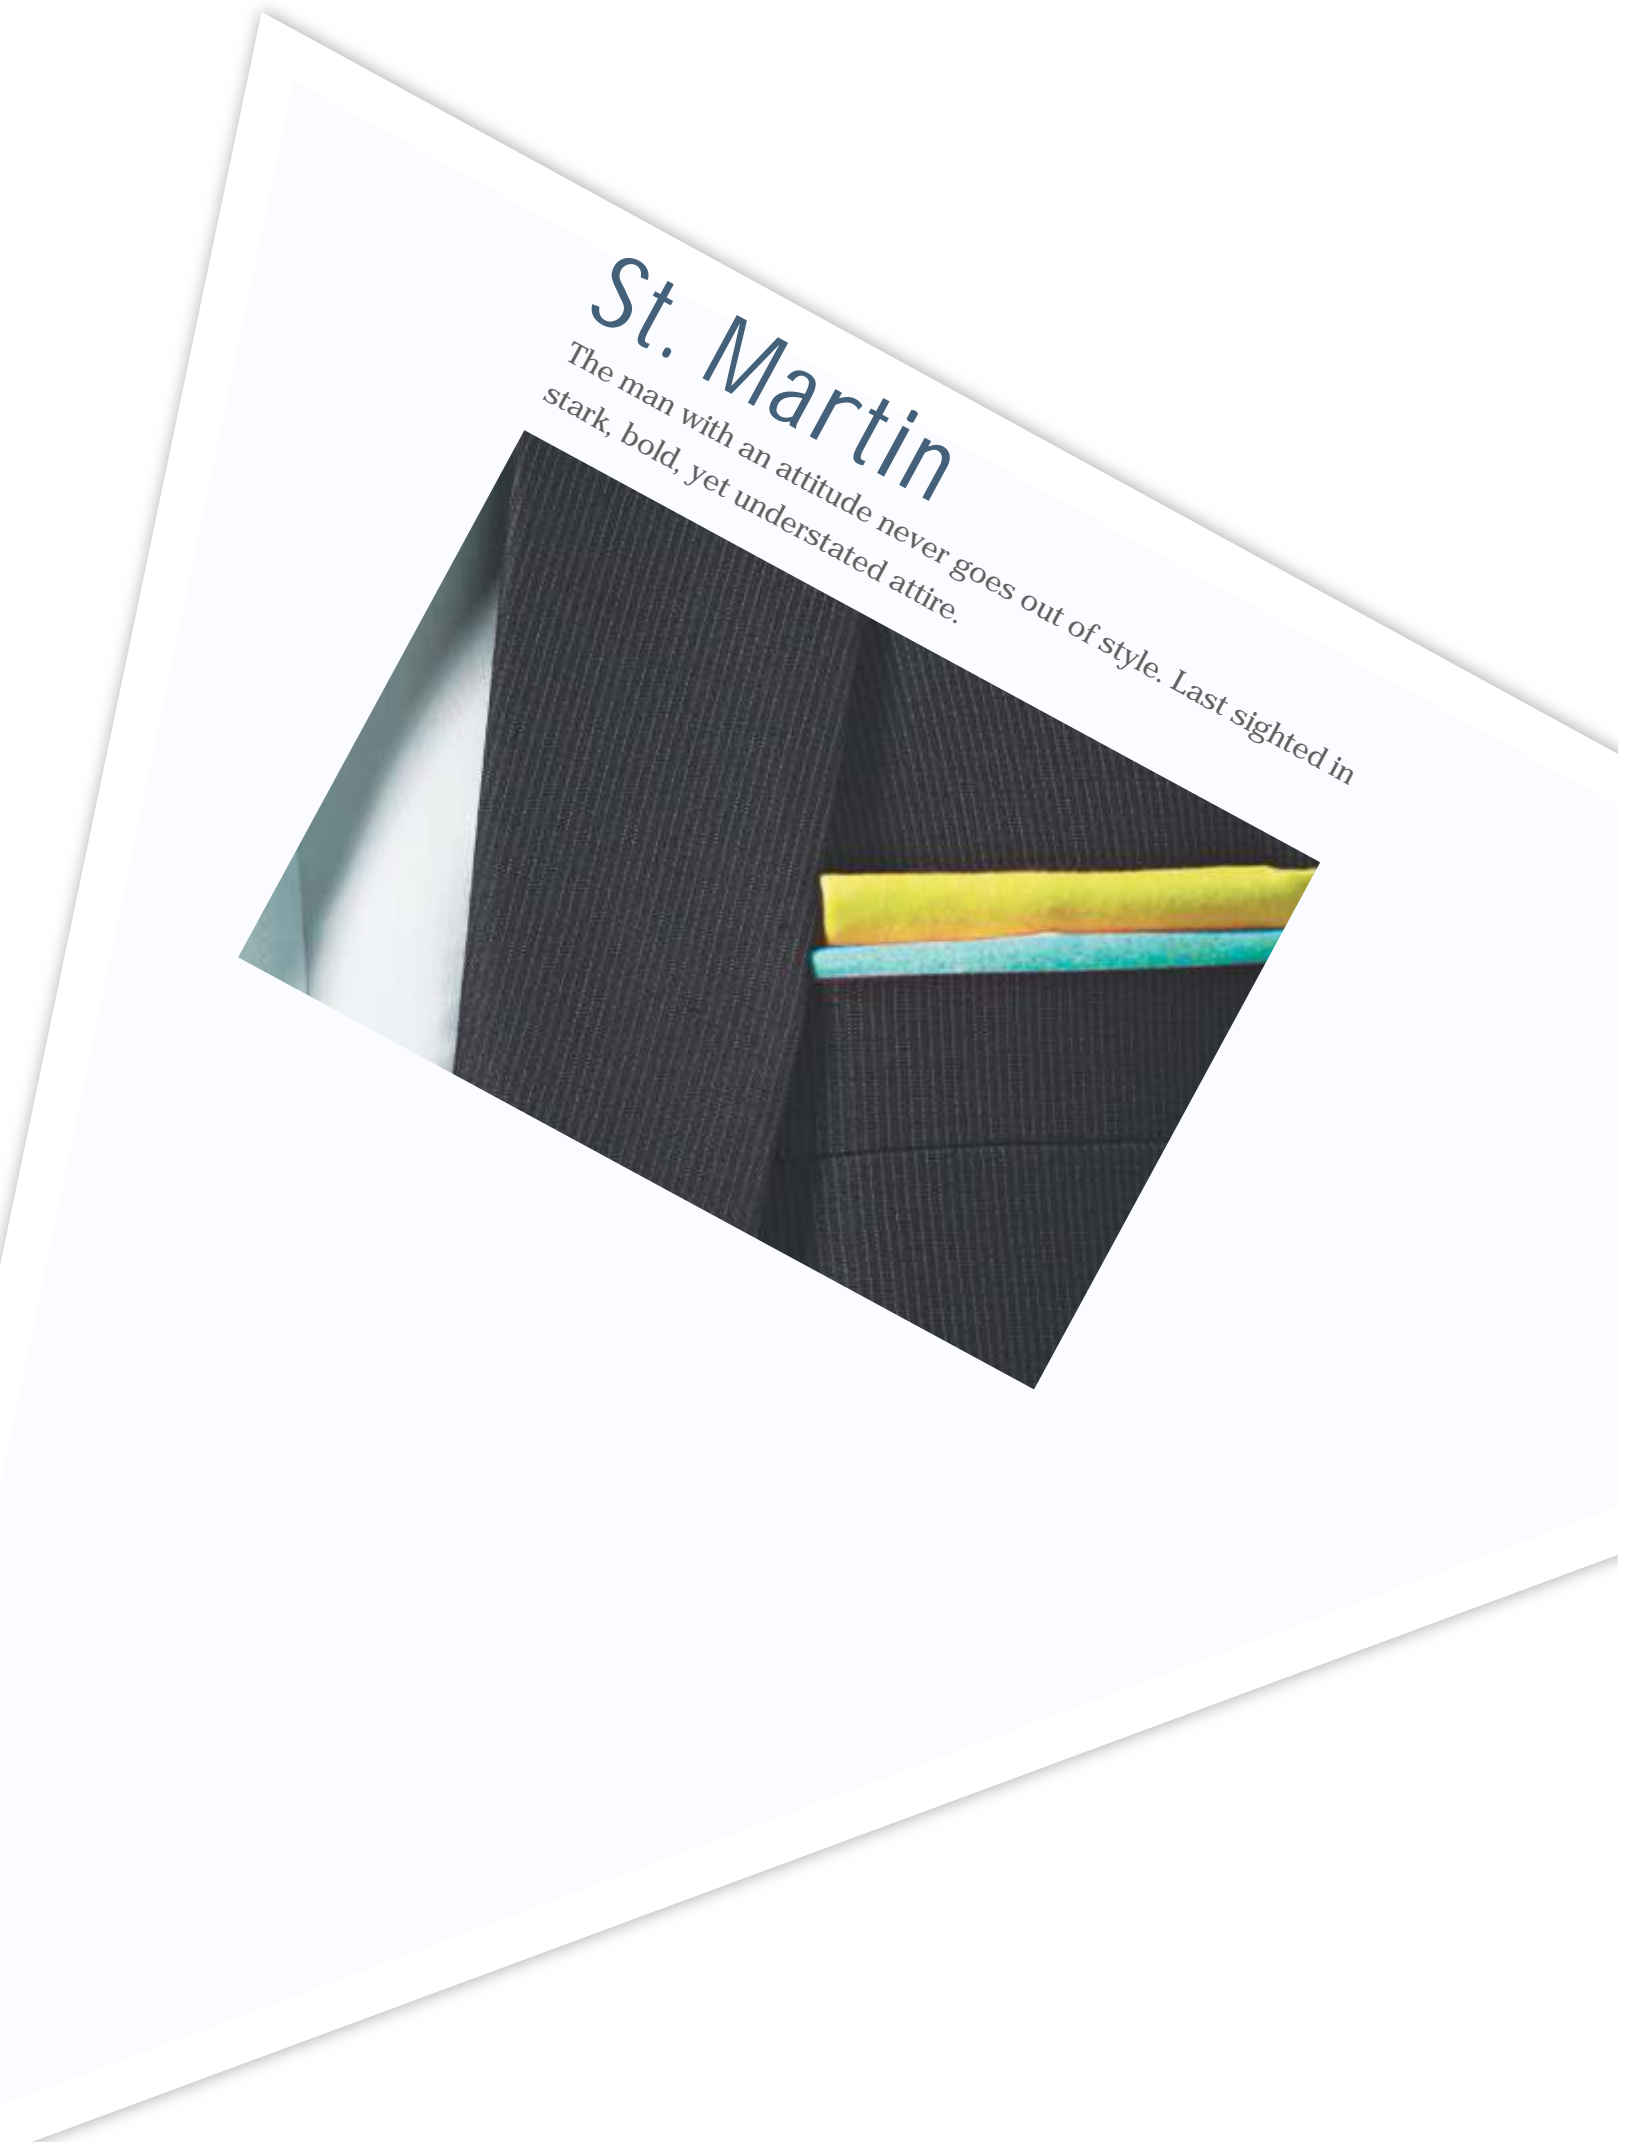 St. Martin
The man with an attitude never goes out of style. Last sighted in
stark, bold, yet understated attire.